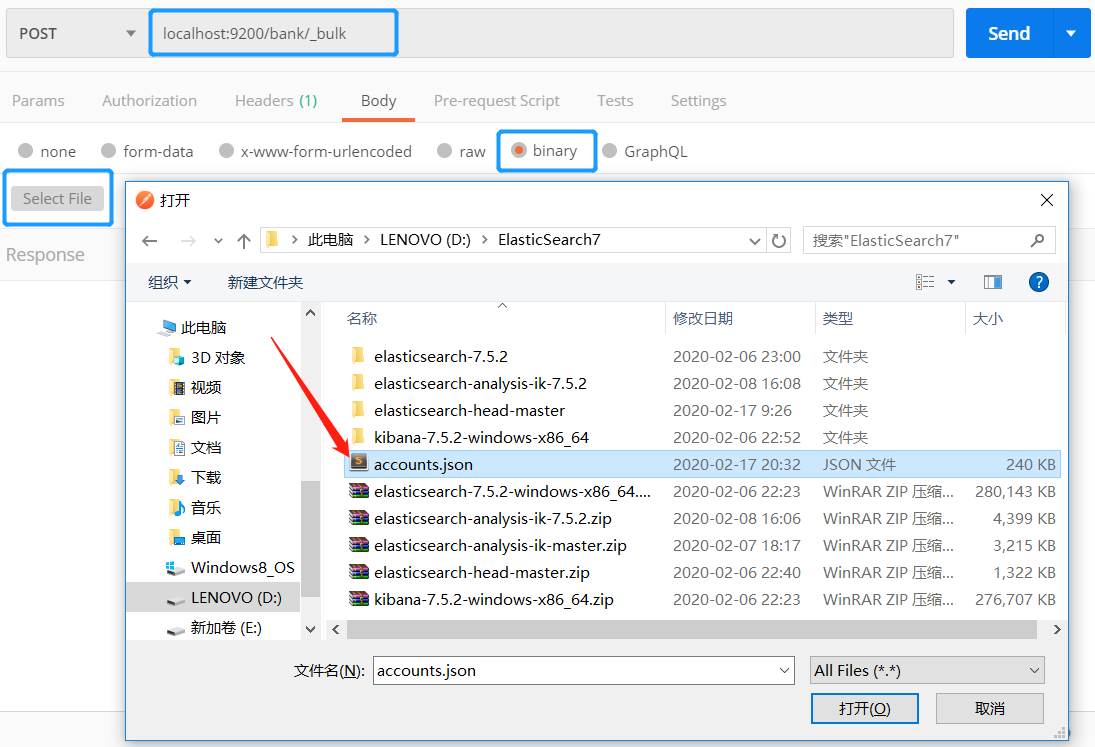 POST localhost:9200/bank/_bulk Send
Params Authorization Headers (1) Body Pre-request Script Tests Settings
none form-data x-www-form-urlencoded raw binary GraphQL
Select File
Response
打开
此电脑 LENOVO (D:) ElasticSearch7 搜索"ElasticSearch7"
组织 新建文件夹
名称 修改日期 类型 大小
此电脑
3D 对象
视频
图片
文档
下载
音乐
桌面
Windows8_OS
LENOVO (D:)
新加卷 (E:)
elasticsearch-7.5.2 2020-02-06 23:00 文件夹
elasticsearch-analysis-ik-7.5.2 2020-02-08 16:08 文件夹
elasticsearch-head-master 2020-02-17 9:26 文件夹
kibana-7.5.2-windows-x86_64 2020-02-06 22:52 文件夹
accounts.json 2020-02-17 20:32 JSON 文件 240 KB
elasticsearch-7.5.2-windows-x86_64.... 2020-02-06 22:23 WinRAR ZIP 压缩... 280,143 KB
elasticsearch-analysis-ik-7.5.2.zip 2020-02-08 16:06 WinRAR ZIP 压缩... 4,399 KB
elasticsearch-analysis-ik-master.zip 2020-02-07 18:17 WinRAR ZIP 压缩... 3,215 KB
elasticsearch-head-master.zip 2020-02-06 22:40 WinRAR ZIP 压缩... 1,322 KB
kibana-7.5.2-windows-x86_64.zip 2020-02-06 22:23 WinRAR ZIP 压缩... 276,707 KB
文件名(N): accounts.json All Files (*.*)
打开(O) 取消